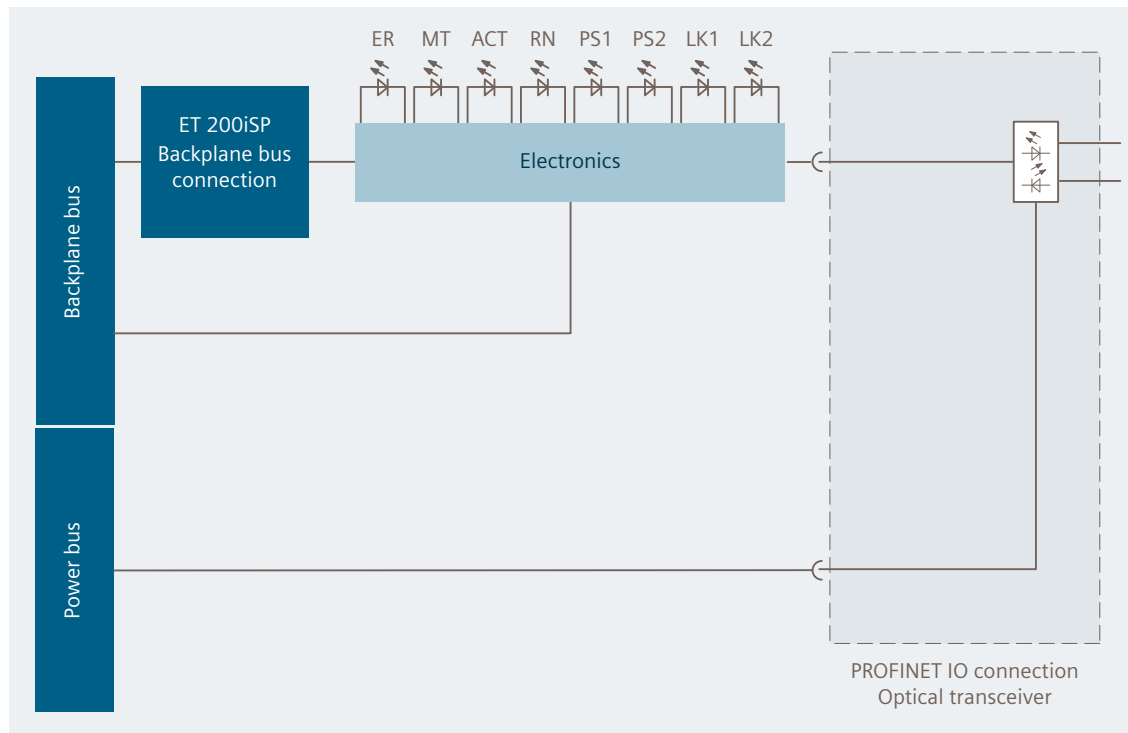 ER MT ACT RN PS1 PS2 LK1 LK2
ET 200iSP
Backplane bus
connection
Electronics
Backplane bus
Power bus
PROFINET IO connection
Optical transceiver